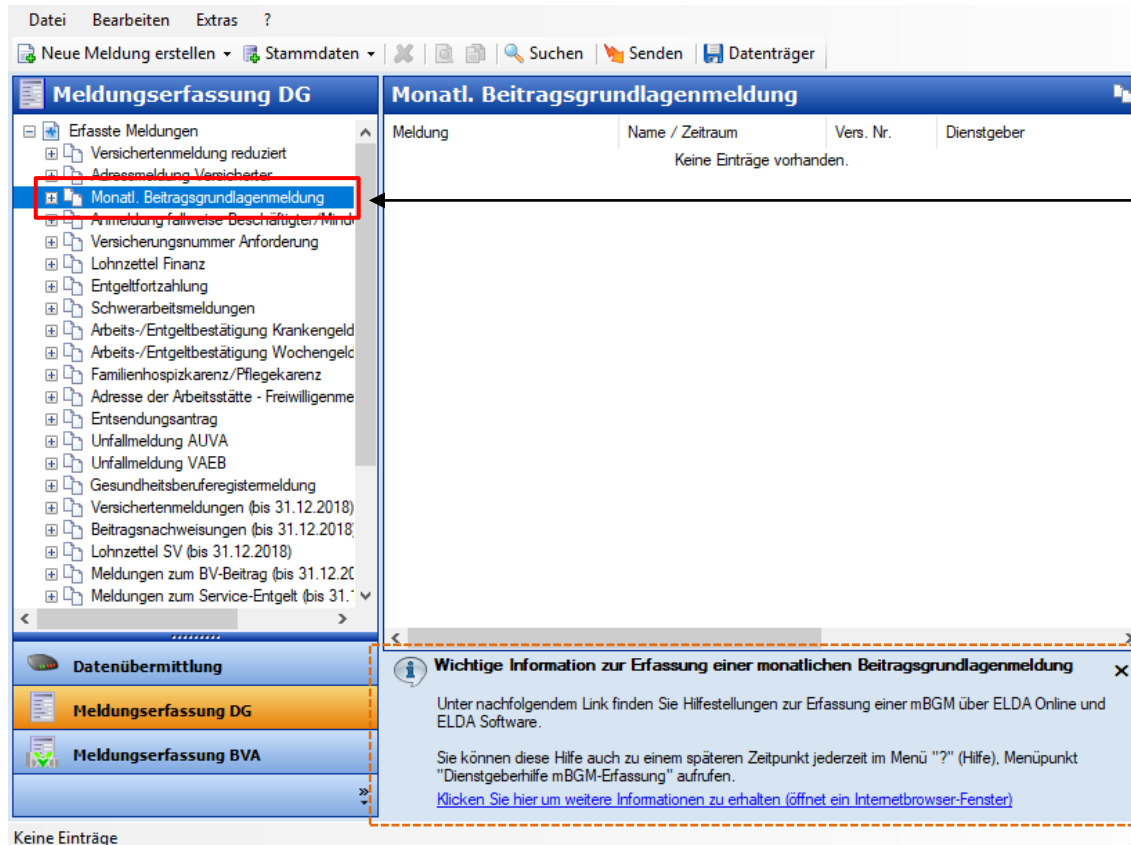 Datei Bearbeiten Extras ?
Neue Meldung erstellen Stammdaten Suchen Senden Datenträger
Meldungserfassung DG
Erfasste Meldungen
Versichertenmeldung reduziert
Adressmeldung Versicherter
Monatl. Beitragsgrundlagenmeldung
Anmeldung fallweise Beschäftigter/Mind
Versicherungsnummer Anforderung
Lohnzettel Finanz
Entgeltfortzahlung
Schwerarbeitsmeldungen
Arbeits-/Entgeltbestätigung Krankengeld
Arbeits-/Entgeltbestätigung Wochengeld
Familienhospizkarenz/Pflegekarenz
Adresse der Arbeitsstätte - Freiwilligenme
Entsendungsantrag
Unfallmeldung AUVA
Unfallmeldung VAEB
Gesundheitsberuferegistermeldung
Versichertenmeldungen (bis 31.12.2018)
Beitragsnachweisungen (bis 31.12.2018)
Lohnzettel SV (bis 31.12.2018)
Meldungen zum BV-Beitrag (bis 31.12.20
Meldungen zum Service-Entgelt (bis 31.1
Datenübermittlung
Meldungserfassung DG
Meldungserfassung BVA
Keine Einträge
Monatl. Beitragsgrundlagenmeldung
Meldung Name / Zeitraum Vers. Nr. Dienstgeber
Keine Einträge vorhanden.
Wichtige Information zur Erfassung einer monatlichen Beitragsgrundlagenmeldung
Unter nachfolgendem Link finden Sie Hilfestellungen zur Erfassung einer mBGM über ELDA Online und
ELDA Software.
Sie können diese Hilfe auch zu einem späteren Zeitpunkt jederzeit im Menü "?" (Hilfe), Menüpunkt
"Dienstgeberhilfe mBGM-Erfassung" aufrufen.
Klicken Sie hier um weitere Informationen zu erhalten (öffnet ein Internetbrowser-Fenster)